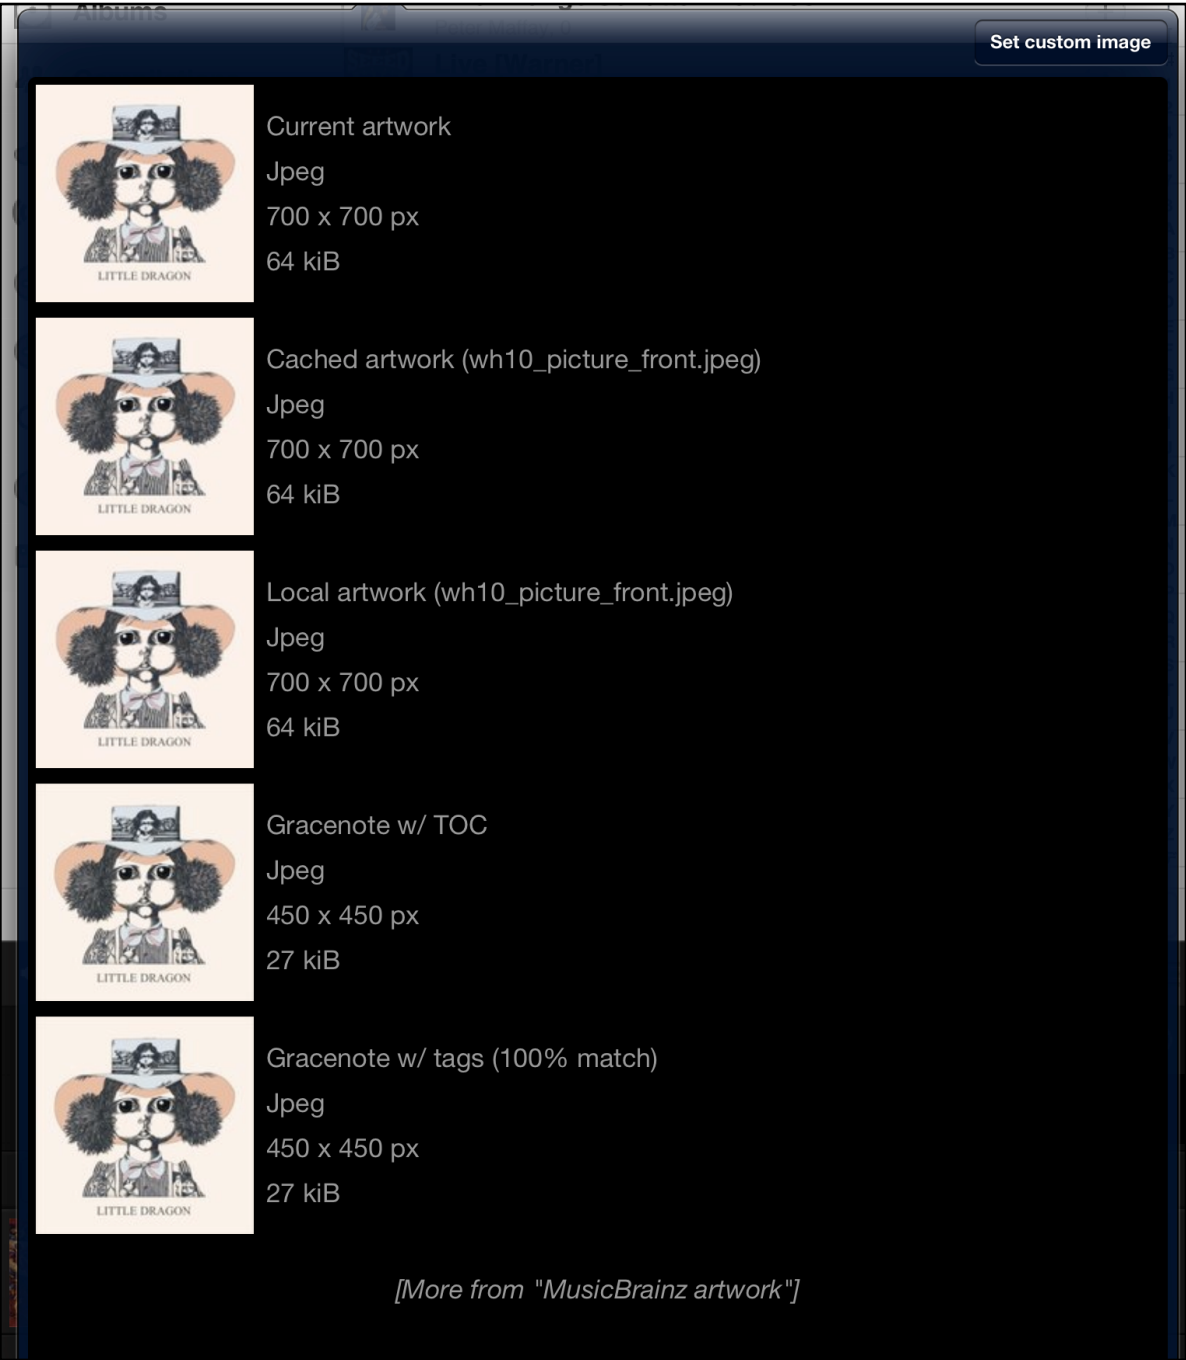 Albums
Set custom image
Current artwork
Jpeg
700 x 700 px
64 kiB
LITTLE DRAGON
Cached artwork (wh10_picture_front.jpeg)
Jpeg
700 x 700 px
64 kiB
LITTLE DRAGON
Local artwork (wh10_picture_front.jpeg)
Jpeg
700 x 700 px
64 kiB
LITTLE DRAGON
Gracenote w/ TOC
Jpeg
450 x 450 px
27 kiB
LITTLE DRAGON
Gracenote w/ tags (100% match)
Jpeg
450 x 450 px
27 kiB
LITTLE DRAGON
[More from "MusicBrainz artwork"]